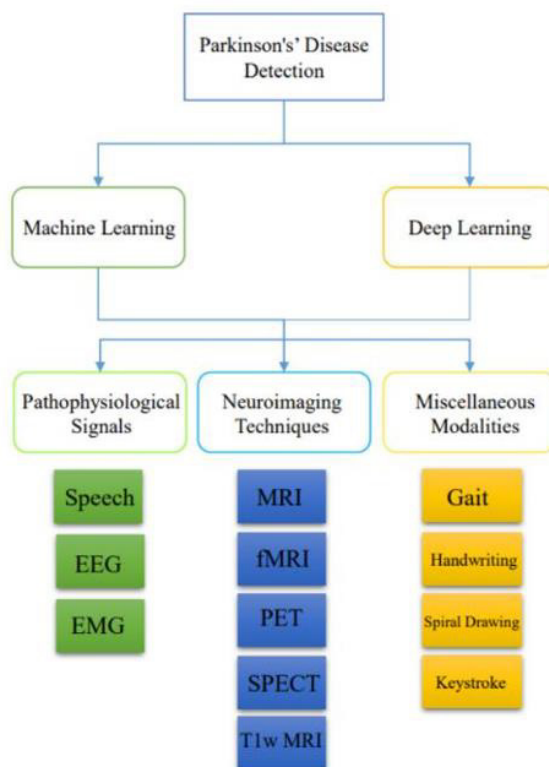 Parkinson's' Disease
Detection
Machine Learning
Deep Learning
Pathophysiological
Signals
Neuroimaging
Techniques
Miscellaneous
Modalities
Speech
EEG
EMG
MRI
fMRI
PET
SPECT
T1w MRI
Gait
Handwriting
Spiral Drawing
Keystroke